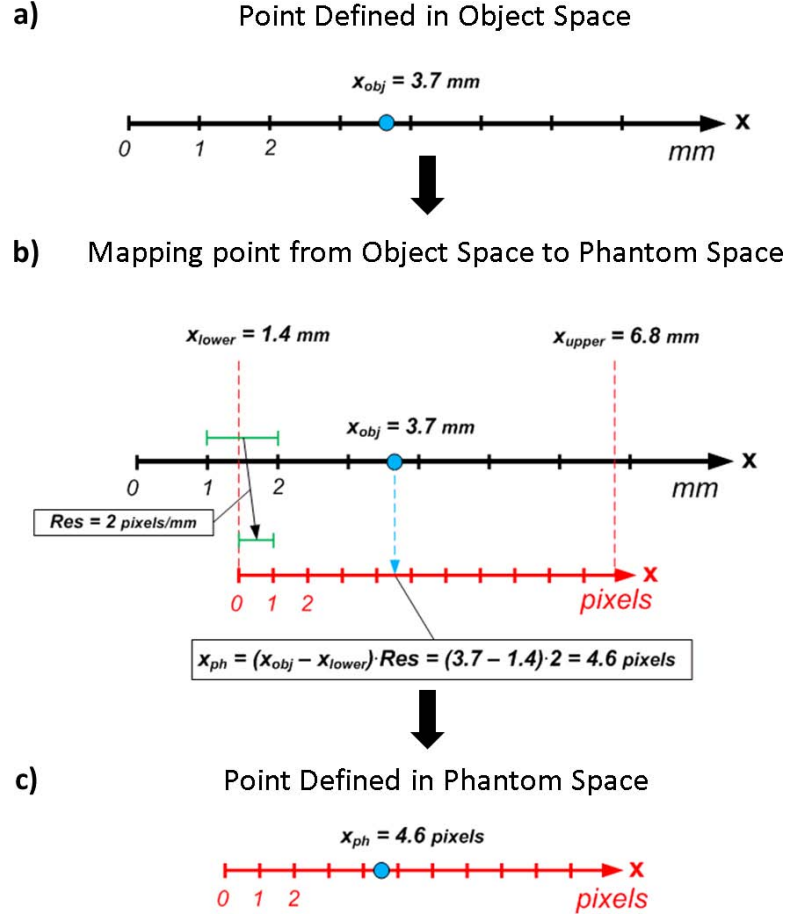 a) Point Defined in Object Space
x_obj = 3.7 mm
x
0 1 2 mm
b) Mapping point from Object Space to Phantom Space
x_lower = 1.4 mm x_upper = 6.8 mm
x_obj = 3.7 mm
x
0 1 2 mm
Res = 2 pixels/mm
x
0 1 2 pixels
x_ph = (x_obj – x_lower)·Res = (3.7 – 1.4)·2 = 4.6 pixels
c) Point Defined in Phantom Space
x_ph = 4.6 pixels
x
0 1 2 pixels